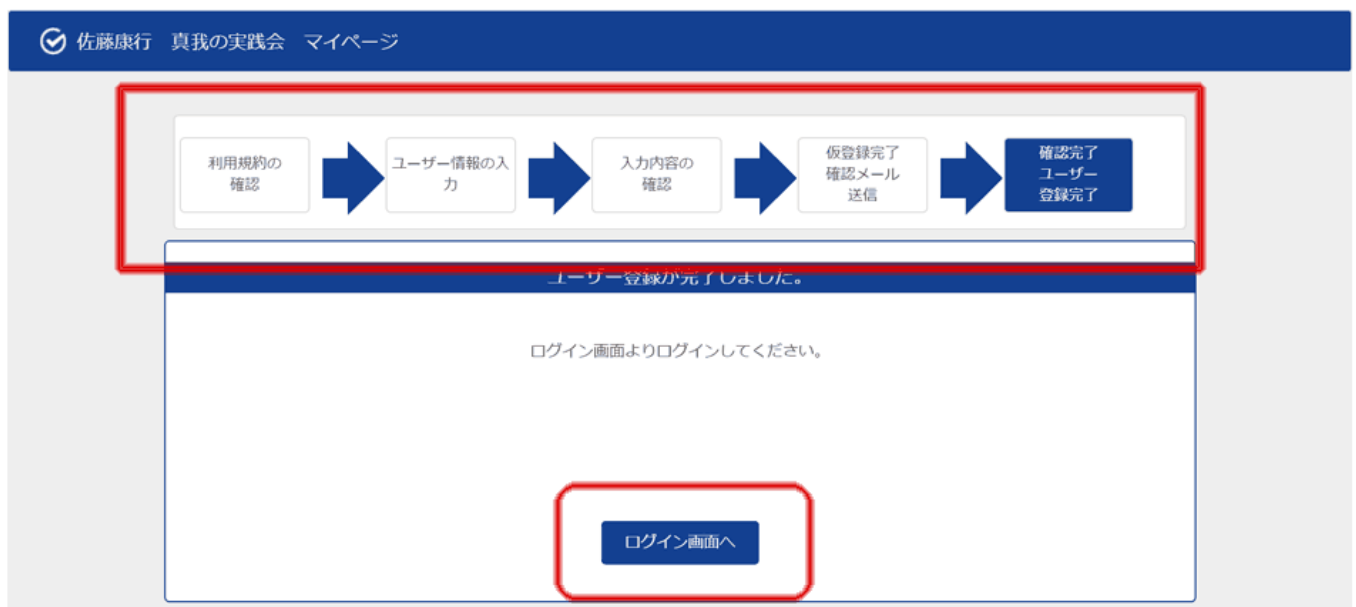 佐藤康行 真我の実践会 マイページ
利用規約の
確認
ユーザー情報の入
力
入力内容の
確認
仮登録完了
確認メール
送信
確認完了
ユーザー
登録完了
ユーザー登録が完了しました。
ログイン画面よりログインしてください。
ログイン画面へ